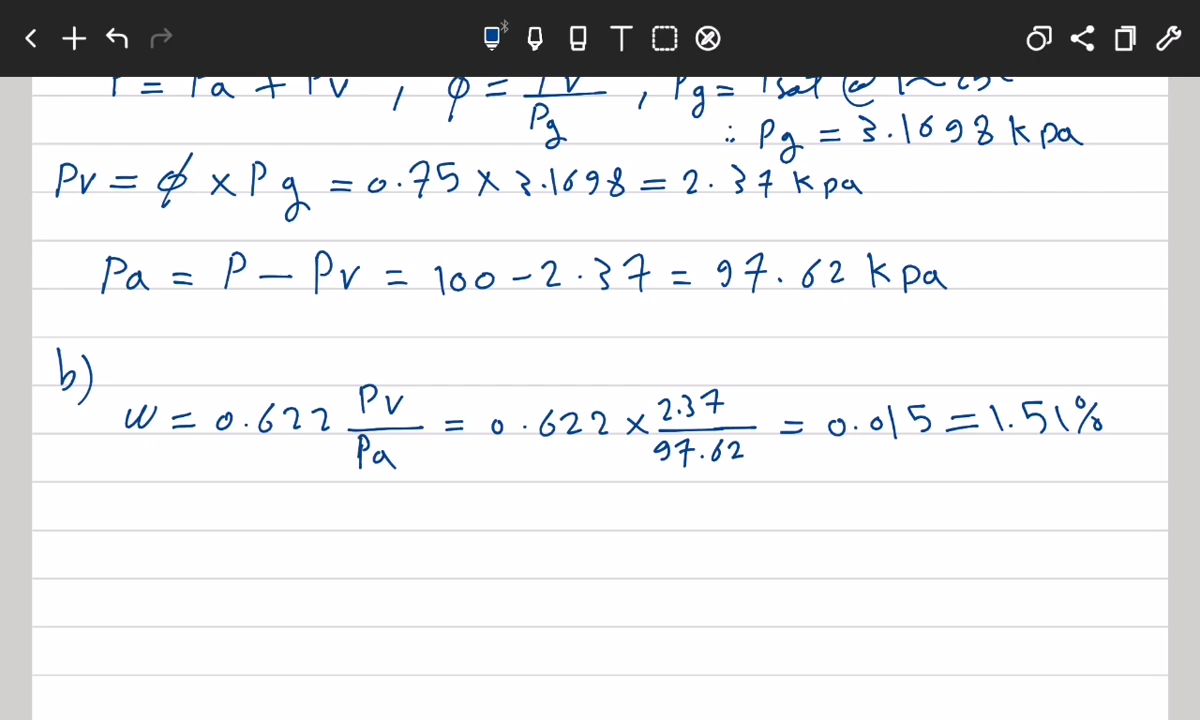 P = Pa + Pv , φ = Pv / Pg , Pg = Psat @ T=25°C
∴ Pg = 3.1698 kpa
Pv = φ × Pg = 0.75 × 3.1698 = 2.37 kpa
Pa = P − Pv = 100 − 2.37 = 97.62 kpa
b)
w = 0.622 Pv / Pa = 0.622 × 2.37 / 97.62 = 0.015 = 1.51%